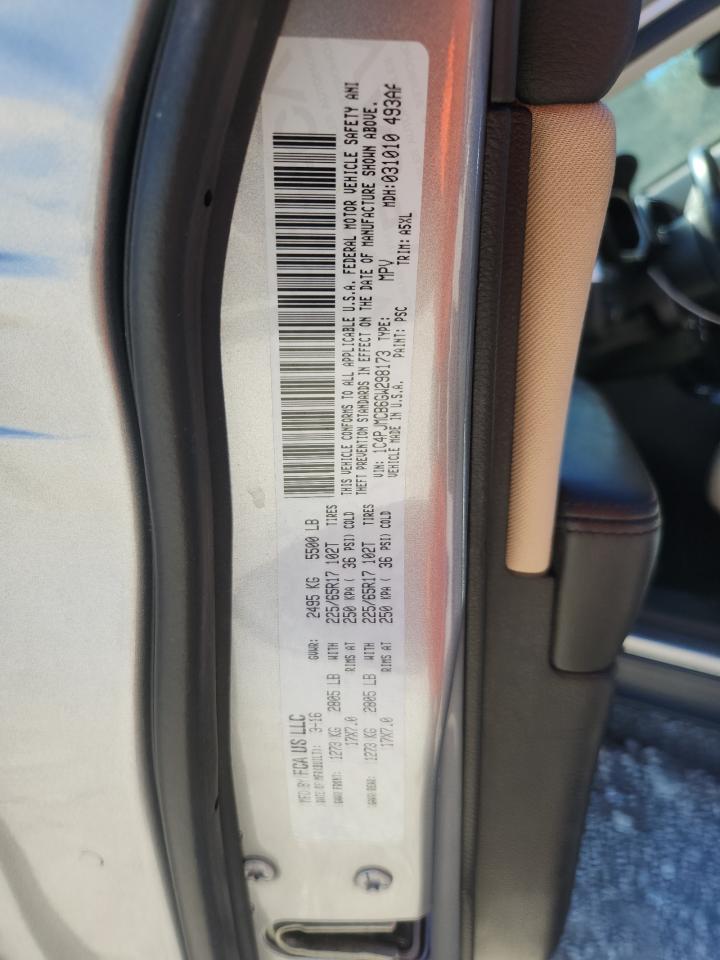 MFD BY FCA US LLC
DATE OF MFR(BUILT): 3-16 GVWR: 2495 KG 5500 LB
GAWR FRONT: 1273 KG 2805 LB WITH 225/65R17 102T TIRES
17X7.0 RIMS AT 250 KPA ( 36 PSI) COLD
GAWR REAR: 1273 KG 2805 LB WITH 225/65R17 102T TIRES
17X7.0 RIMS AT 250 KPA ( 36 PSI) COLD
THIS VEHICLE CONFORMS TO ALL APPLICABLE U.S.A. FEDERAL MOTOR VEHICLE SAFETY AND
THEFT PREVENTION STANDARDS IN EFFECT ON THE DATE OF MANUFACTURE SHOWN ABOVE.
VIN: 1C4PJMCB6GW298173 TYPE: MPV MDH:031010 493AF
VEHICLE MADE IN U.S.A. PAINT: PSC TRIM: A5XL